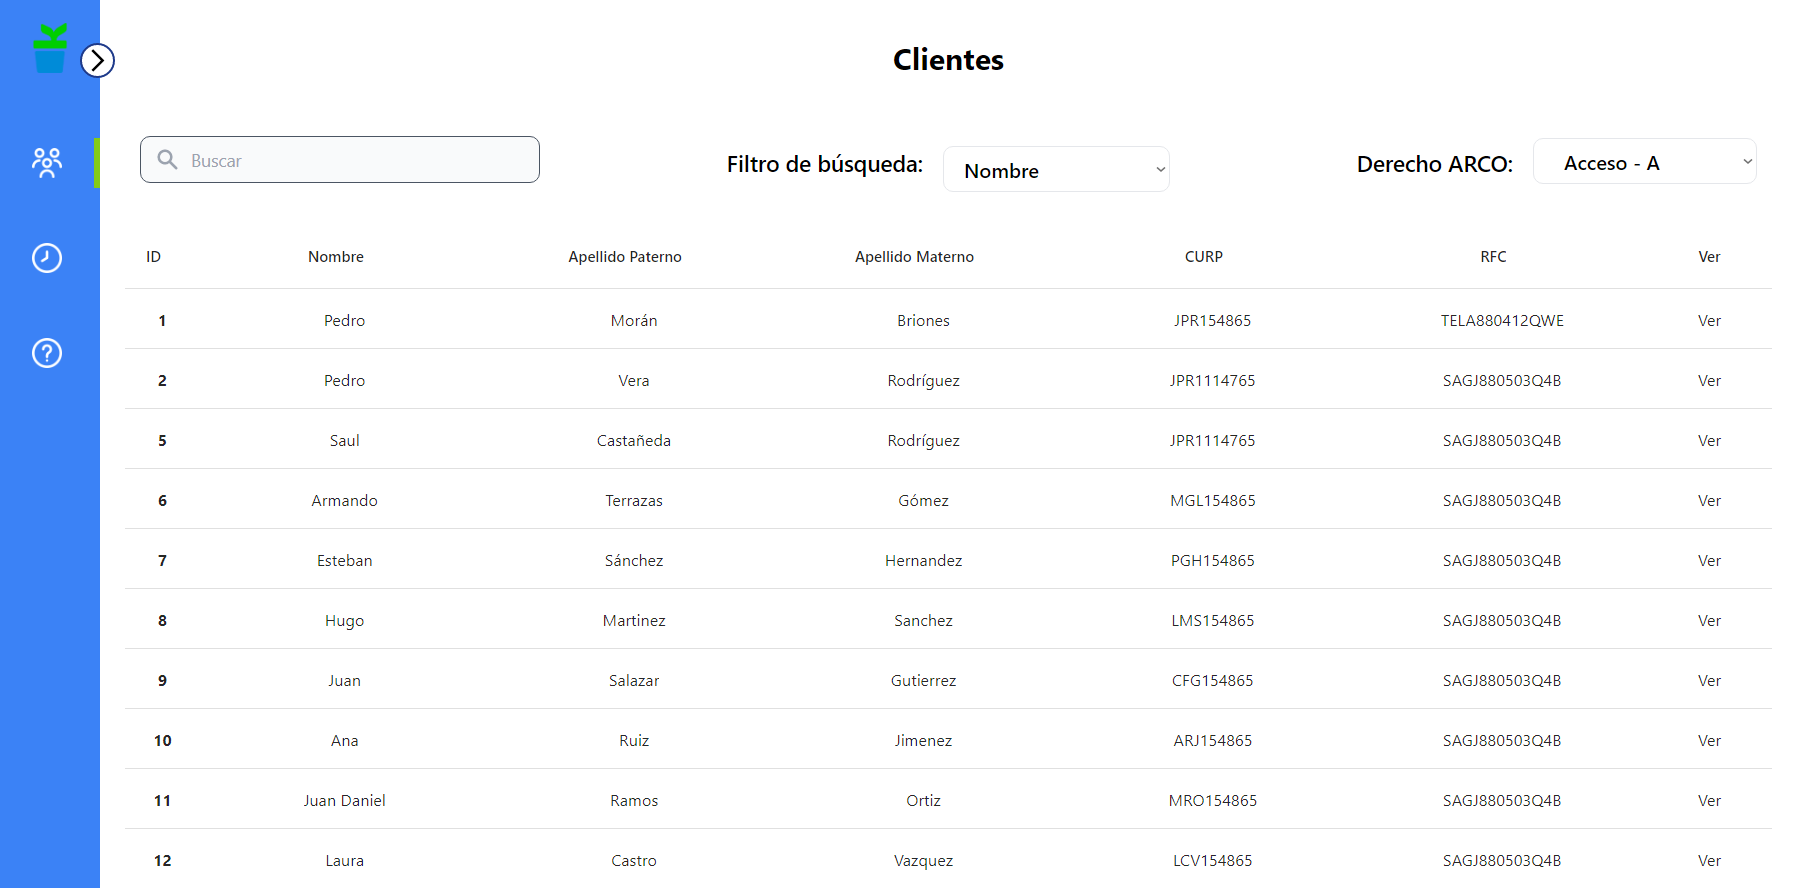 Clientes
Buscar
Filtro de búsqueda: Nombre
Derecho ARCO: Acceso - A
ID Nombre Apellido Paterno Apellido Materno CURP RFC Ver
1 Pedro Morán Briones JPR154865 TELA880412QWE Ver
2 Pedro Vera Rodríguez JPR1114765 SAGJ880503Q4B Ver
5 Saul Castañeda Rodríguez JPR1114765 SAGJ880503Q4B Ver
6 Armando Terrazas Gómez MGL154865 SAGJ880503Q4B Ver
7 Esteban Sánchez Hernandez PGH154865 SAGJ880503Q4B Ver
8 Hugo Martinez Sanchez LMS154865 SAGJ880503Q4B Ver
9 Juan Salazar Gutierrez CFG154865 SAGJ880503Q4B Ver
10 Ana Ruiz Jimenez ARJ154865 SAGJ880503Q4B Ver
11 Juan Daniel Ramos Ortiz MRO154865 SAGJ880503Q4B Ver
12 Laura Castro Vazquez LCV154865 SAGJ880503Q4B Ver